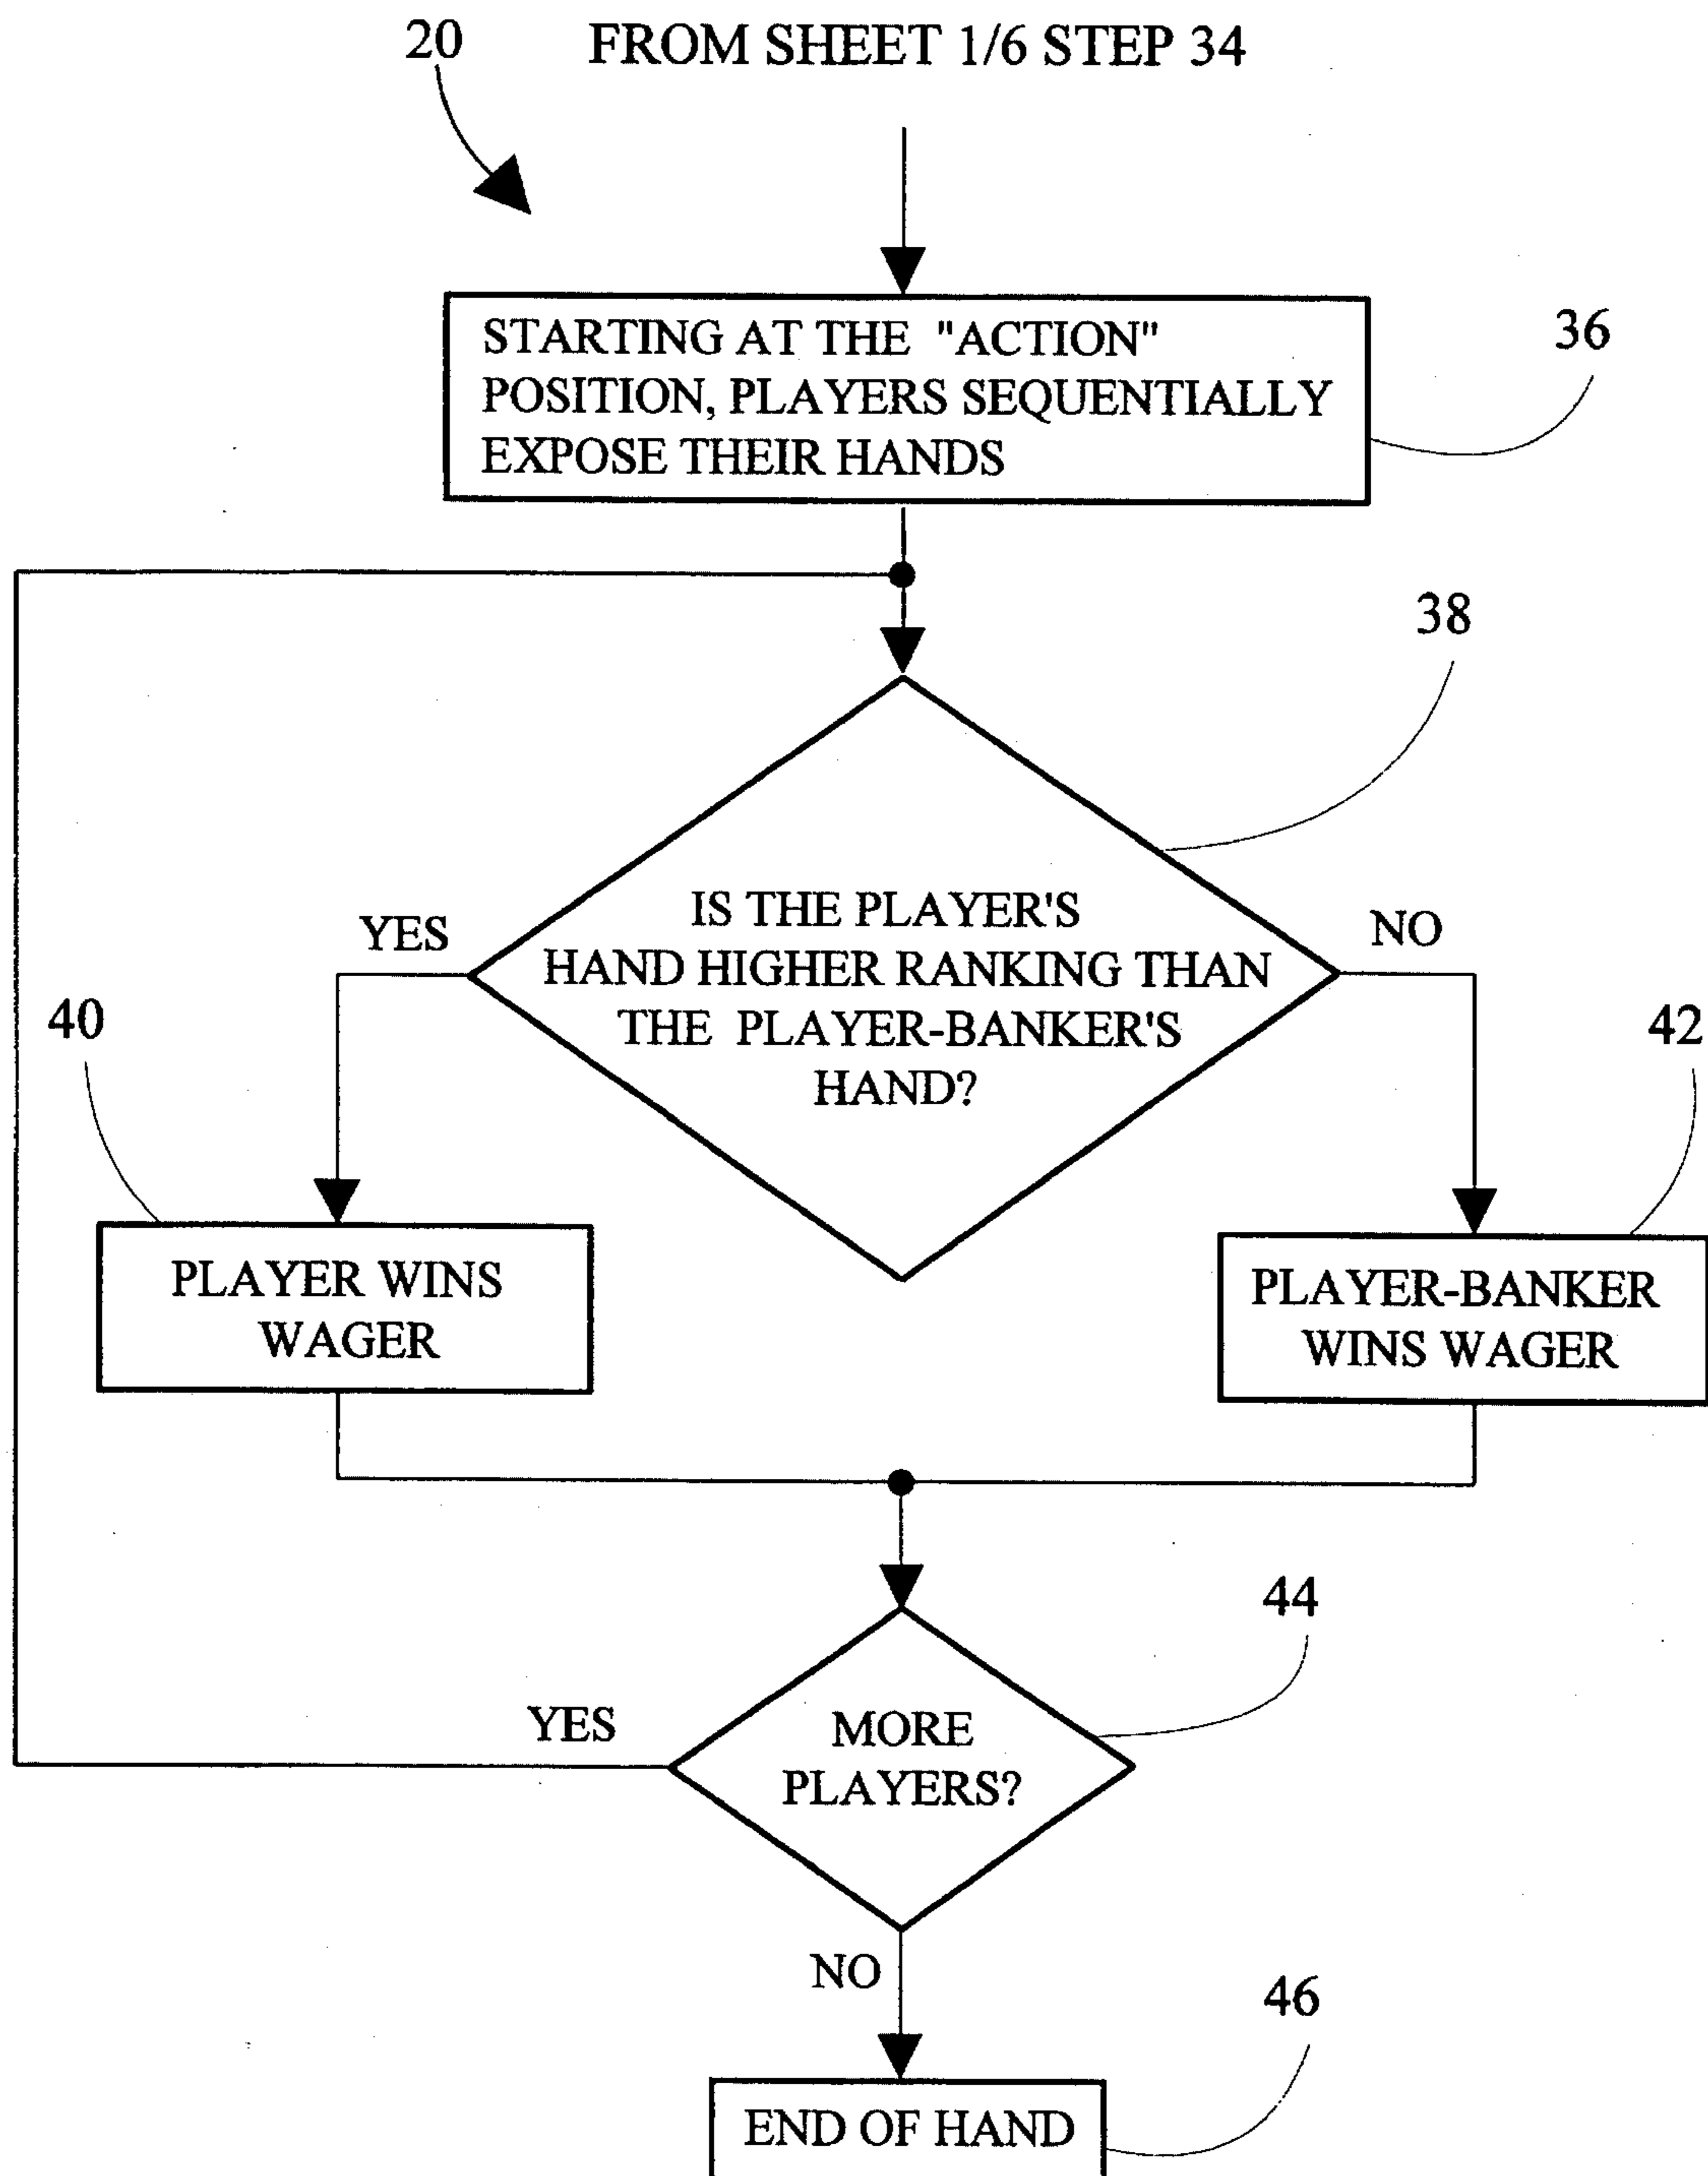 20
FROM SHEET 1/6 STEP 34
STARTING AT THE "ACTION"
POSITION, PLAYERS SEQUENTIALLY
EXPOSE THEIR HANDS
36
38
IS THE PLAYER'S
HAND HIGHER RANKING THAN
THE PLAYER-BANKER'S
HAND?
YES
NO
40
42
PLAYER WINS
WAGER
PLAYER-BANKER
WINS WAGER
44
MORE
PLAYERS?
YES
NO
46
END OF HAND